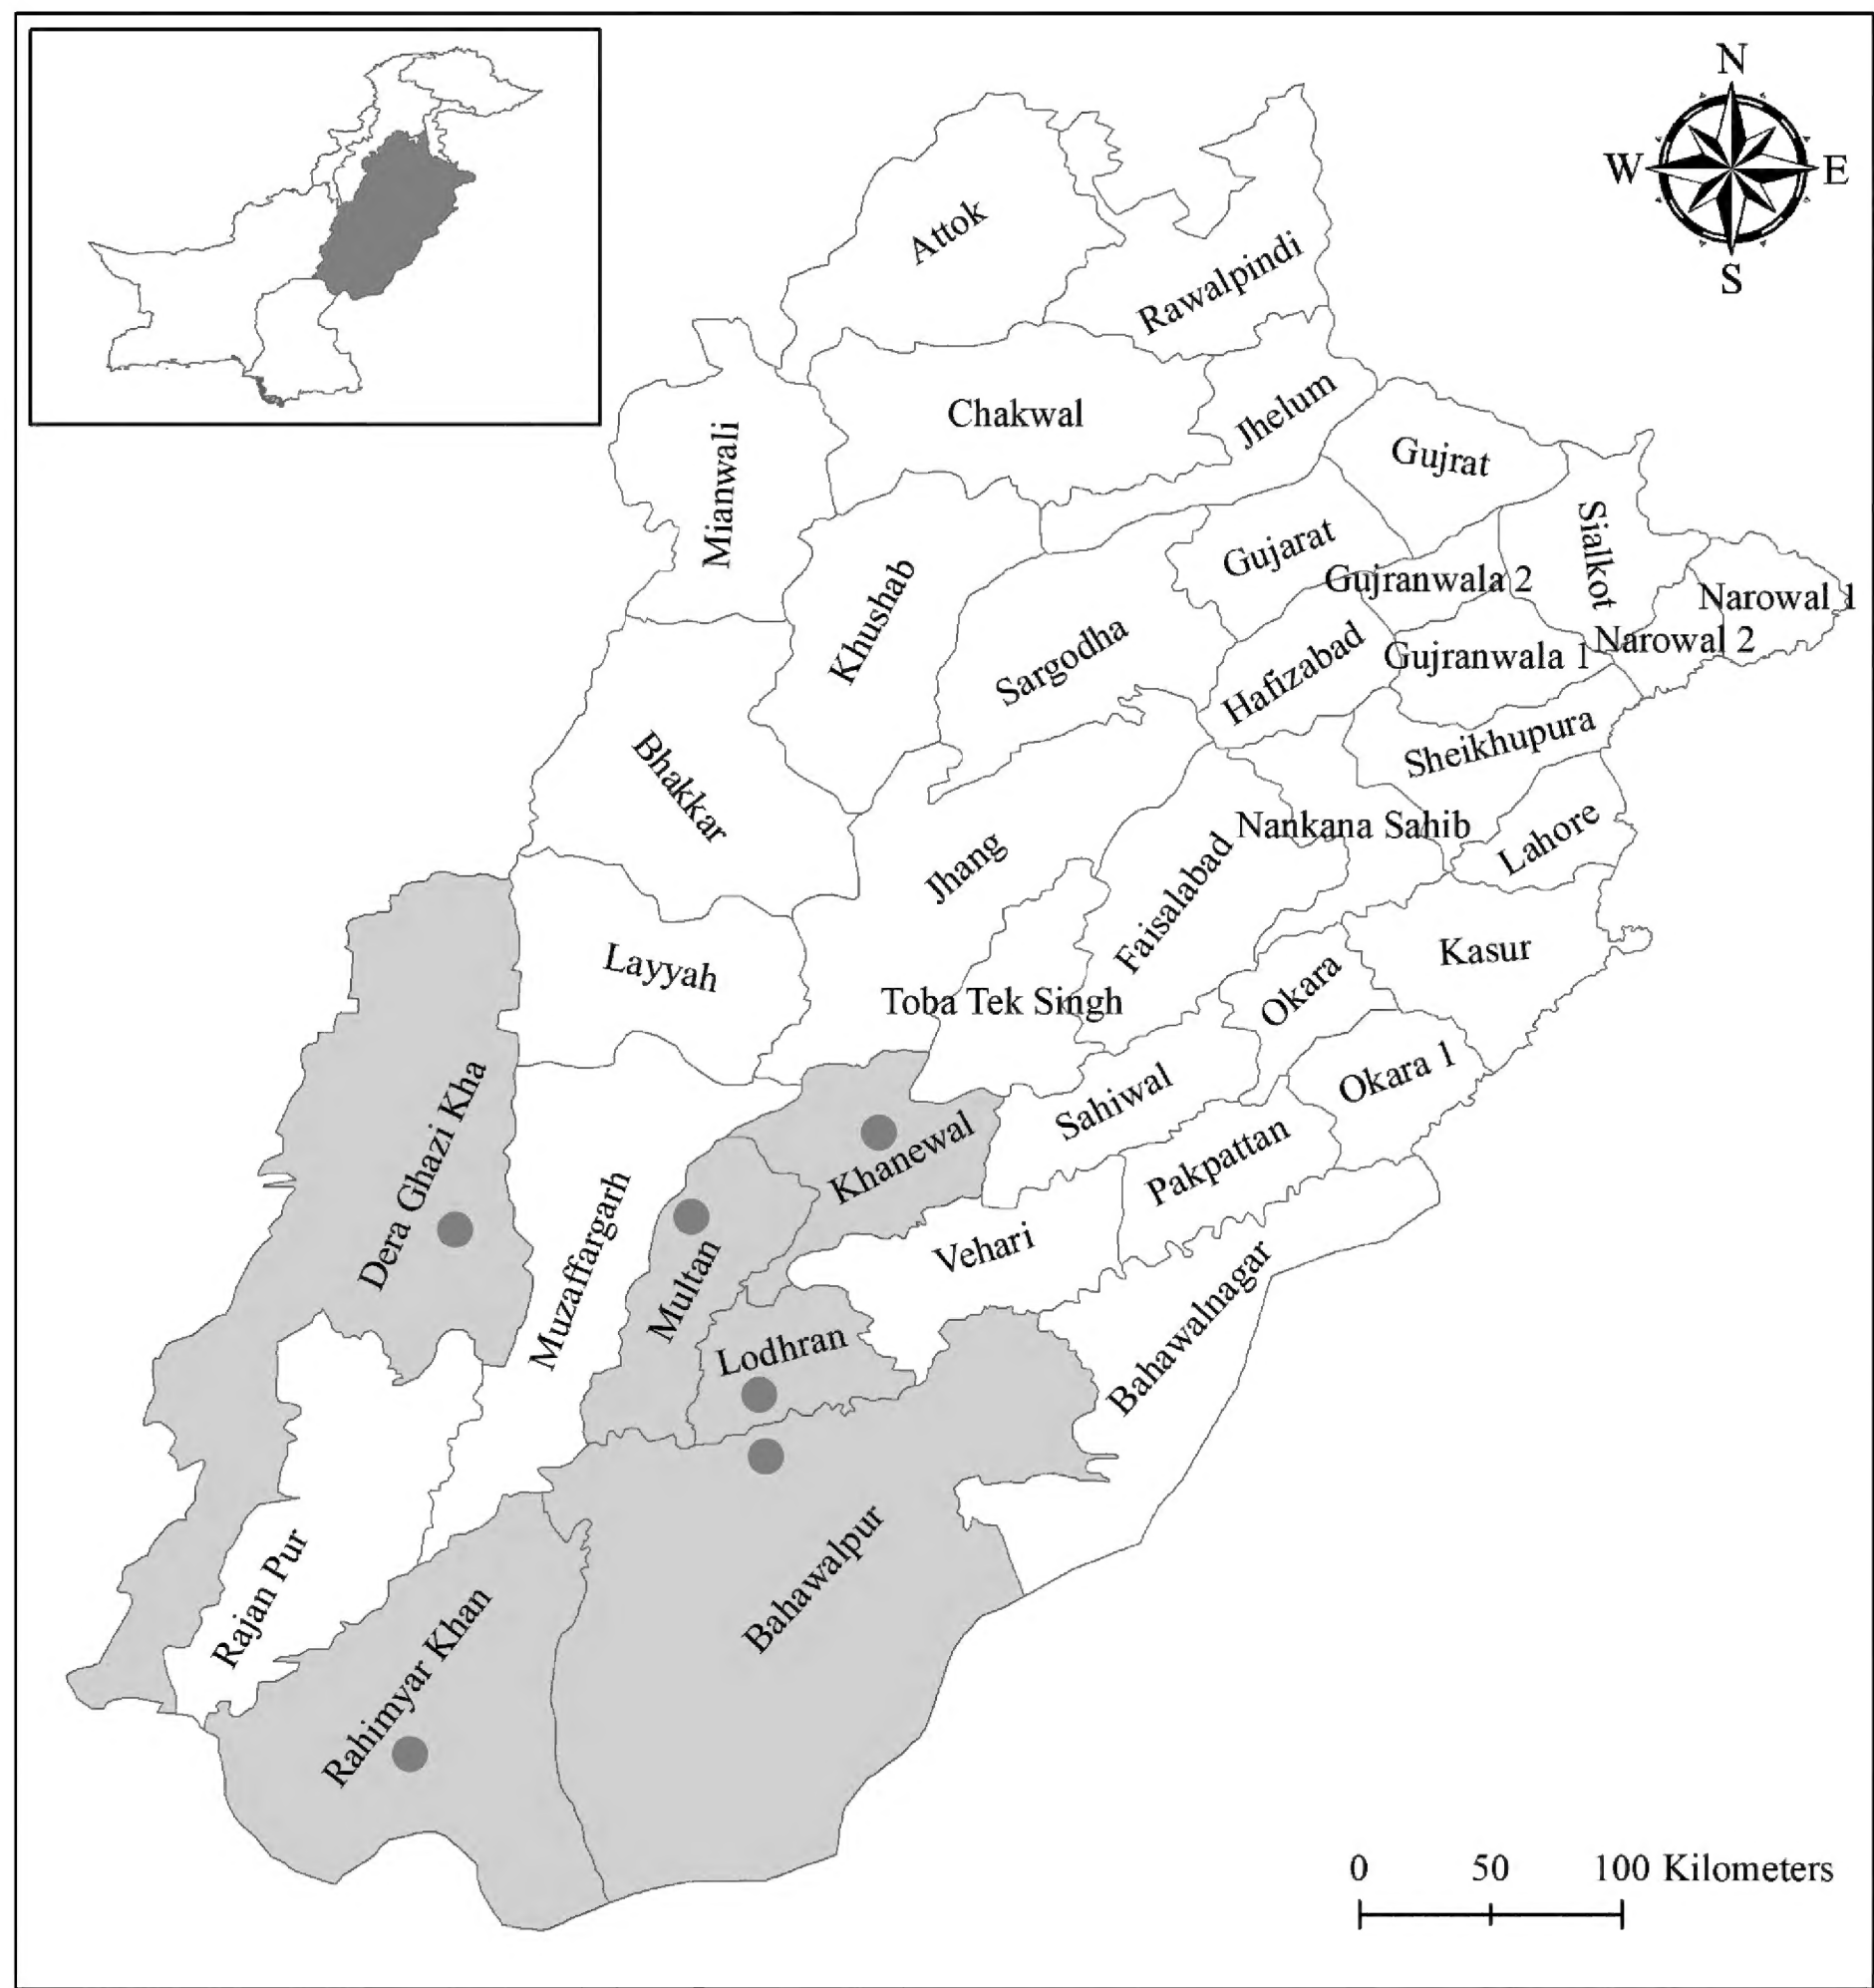 N
W
E
S
Attok
Rawalpindi
Chakwal
Jhelum
Gujrat
Mianwali
Sialkot
Gujarat
Gujranwala 2
Narowal 1
Khushab
Sargodha
Hafizabad
Gujranwala 1
Narowal 2
Sheikhupura
Bhakkar
Nankana Sahib
Lahore
Jhang
Faisalabad
Layyah
Kasur
Toba Tek Singh
Okara
Okara 1
Dera Ghazi Kha
Sahiwal
Khanewal
Pakpattan
Muzaffargarh
Multan
Vehari
Lodhran
Bahawalnagar
Bahawalpur
Rajan Pur
Rahimyar Khan
0 50 100 Kilometers